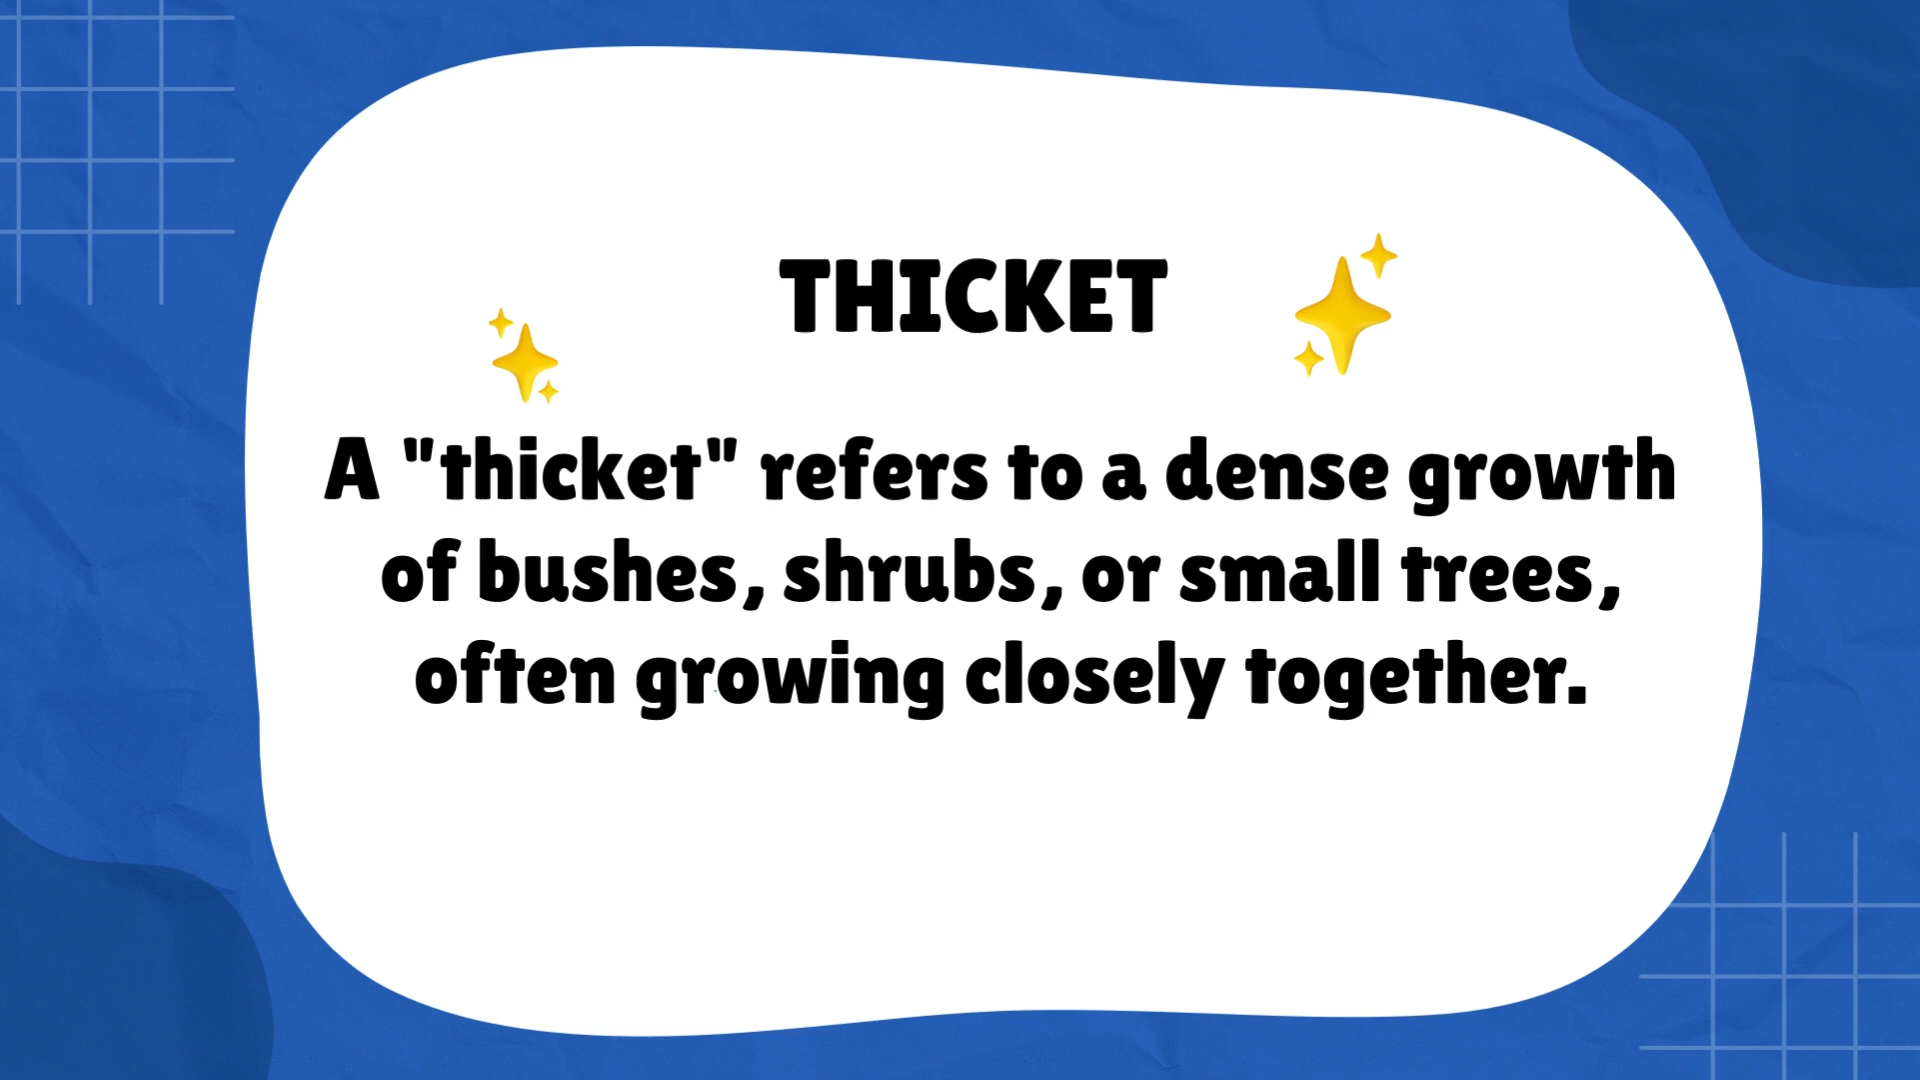 THICKET
A "thicket" refers to a dense growth
of bushes, shrubs, or small trees,
often growing closely together.